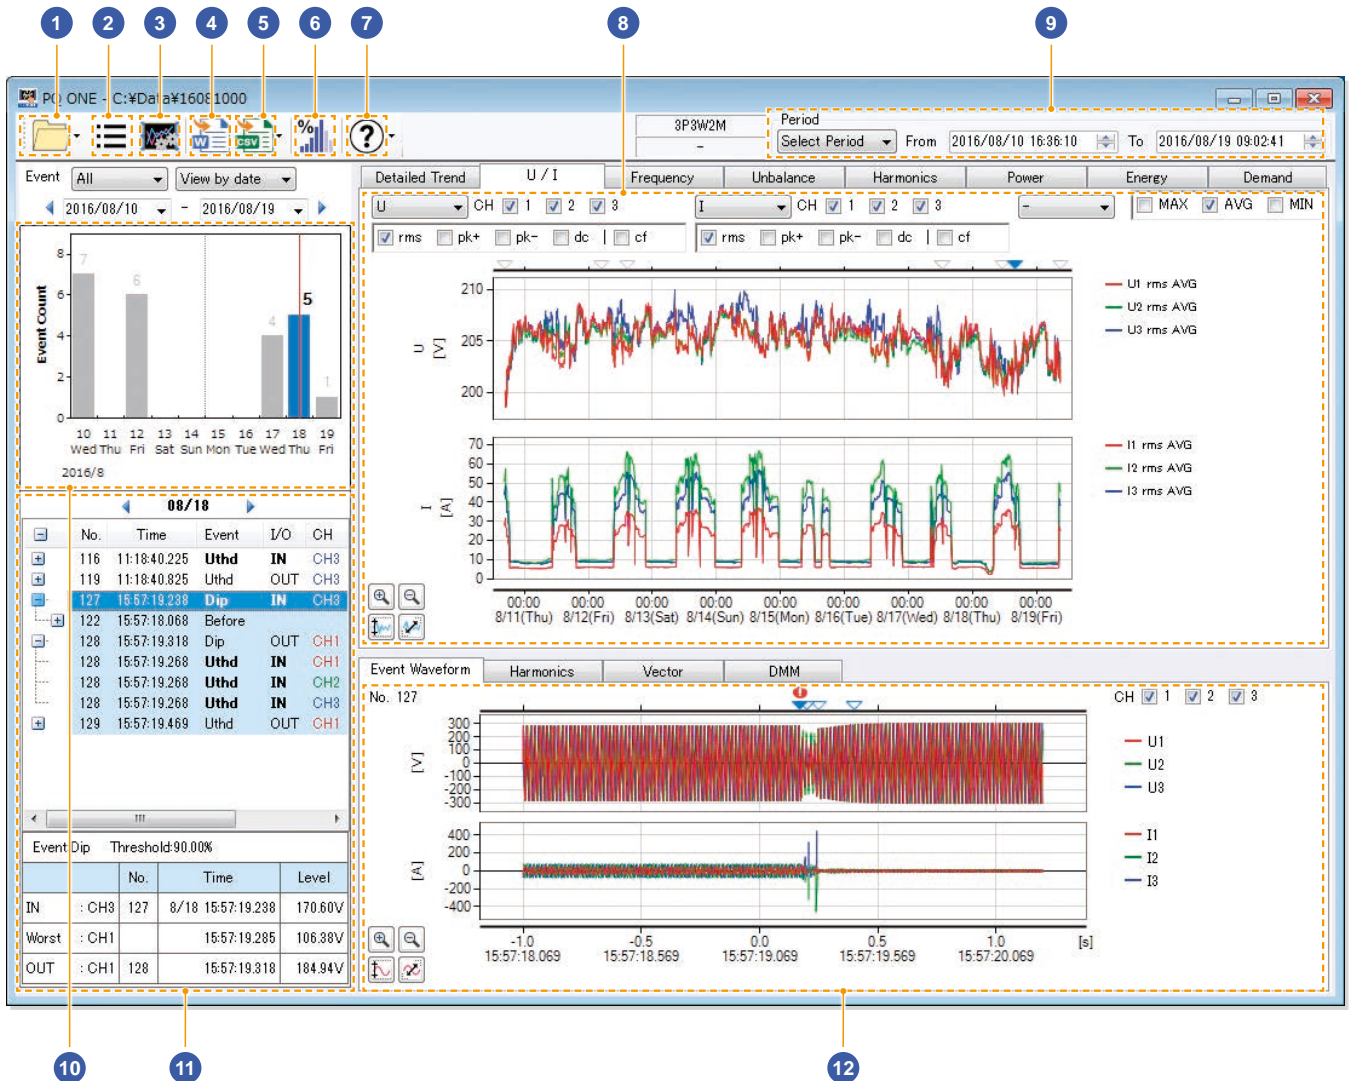 1 2 3 4 5 6 7 8 9
PQ ONE - C:¥Data¥16081000
% W CSV ?
3P3W2M
-
Period
Select Period From 2016/08/10 16:36:10 To 2016/08/19 09:02:41
Event All View by date
2016/08/10 - 2016/08/19
Detailed Trend U / I Frequency Unbalance Harmonics Power Energy Demand
U CH 1 2 3 I CH 1 2 3 - MAX AVG MIN
rms pk+ pk- dc | cf rms pk+ pk- dc | cf
Event Count
8
6
4
2
0
7 6 4 5 1
10 11 12 13 14 15 16 17 18 19
Wed Thu Fri Sat Sun Mon Tue Wed Thu Fri
2016/8
U
[V]
210
205
200
U1 rms AVG
U2 rms AVG
U3 rms AVG
I
[A]
70
60
50
40
30
20
10
0
I1 rms AVG
I2 rms AVG
I3 rms AVG
00:00 00:00 00:00 00:00 00:00 00:00 00:00 00:00 00:00
8/11(Thu) 8/12(Fri) 8/13(Sat) 8/14(Sun) 8/15(Mon) 8/16(Tue) 8/17(Wed) 8/18(Thu) 8/19(Fri)
08/18
No. Time Event I/O CH
116 11:18:40.225 Uthd IN CH3
119 11:18:40.825 Uthd OUT CH3
127 15:57:19.238 Dip IN CH3
122 15:57:18.068 Before
128 15:57:19.318 Dip OUT CH1
128 15:57:19.268 Uthd IN CH1
128 15:57:19.268 Uthd IN CH2
128 15:57:19.268 Uthd IN CH3
129 15:57:19.469 Uthd OUT CH1
Event:Dip Threshold:90.00%
No. Time Level
IN : CH3 127 8/18 15:57:19.238 170.60V
Worst : CH1 15:57:19.285 106.38V
OUT : CH1 128 15:57:19.318 184.94V
Event Waveform Harmonics Vector DMM
No. 127
CH 1 2 3
[V]
300
200
100
0
-100
-200
-300
U1
U2
U3
[A]
400
200
0
-200
-400
I1
I2
I3
-1.0 -0.5 0.0 0.5 1.0 [s]
15:57:18.069 15:57:18.569 15:57:19.069 15:57:19.569 15:57:20.069
10 11 12